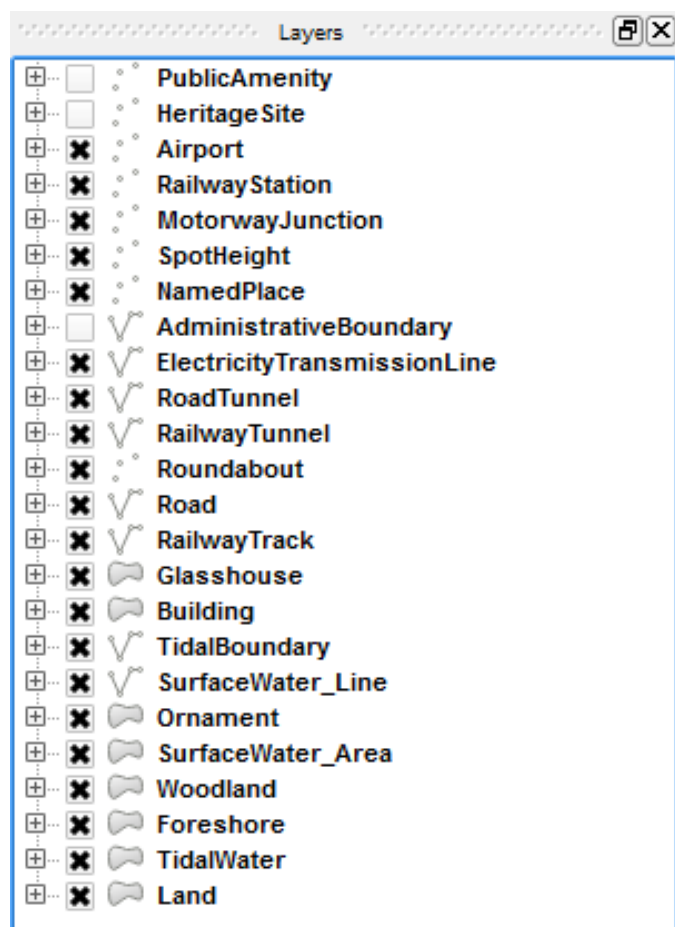 Layers
PublicAmenity
HeritageSite
Airport
RailwayStation
MotorwayJunction
SpotHeight
NamedPlace
AdministrativeBoundary
ElectricityTransmissionLine
RoadTunnel
RailwayTunnel
Roundabout
Road
RailwayTrack
Glasshouse
Building
TidalBoundary
SurfaceWater_Line
Ornament
SurfaceWater_Area
Woodland
Foreshore
TidalWater
Land